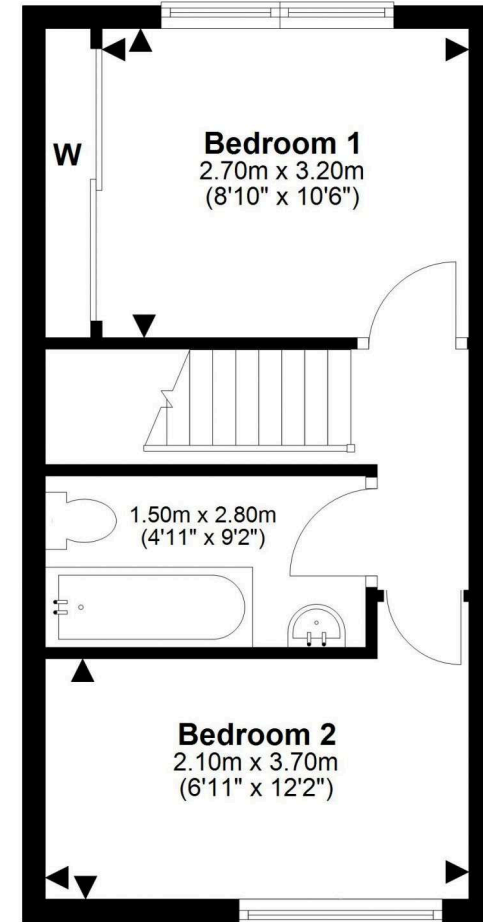 Bedroom 1
2.70m x 3.20m
(8'10" x 10'6")
W
1.50m x 2.80m
(4'11" x 9'2")
Bedroom 2
2.10m x 3.70m
(6'11" x 12'2")